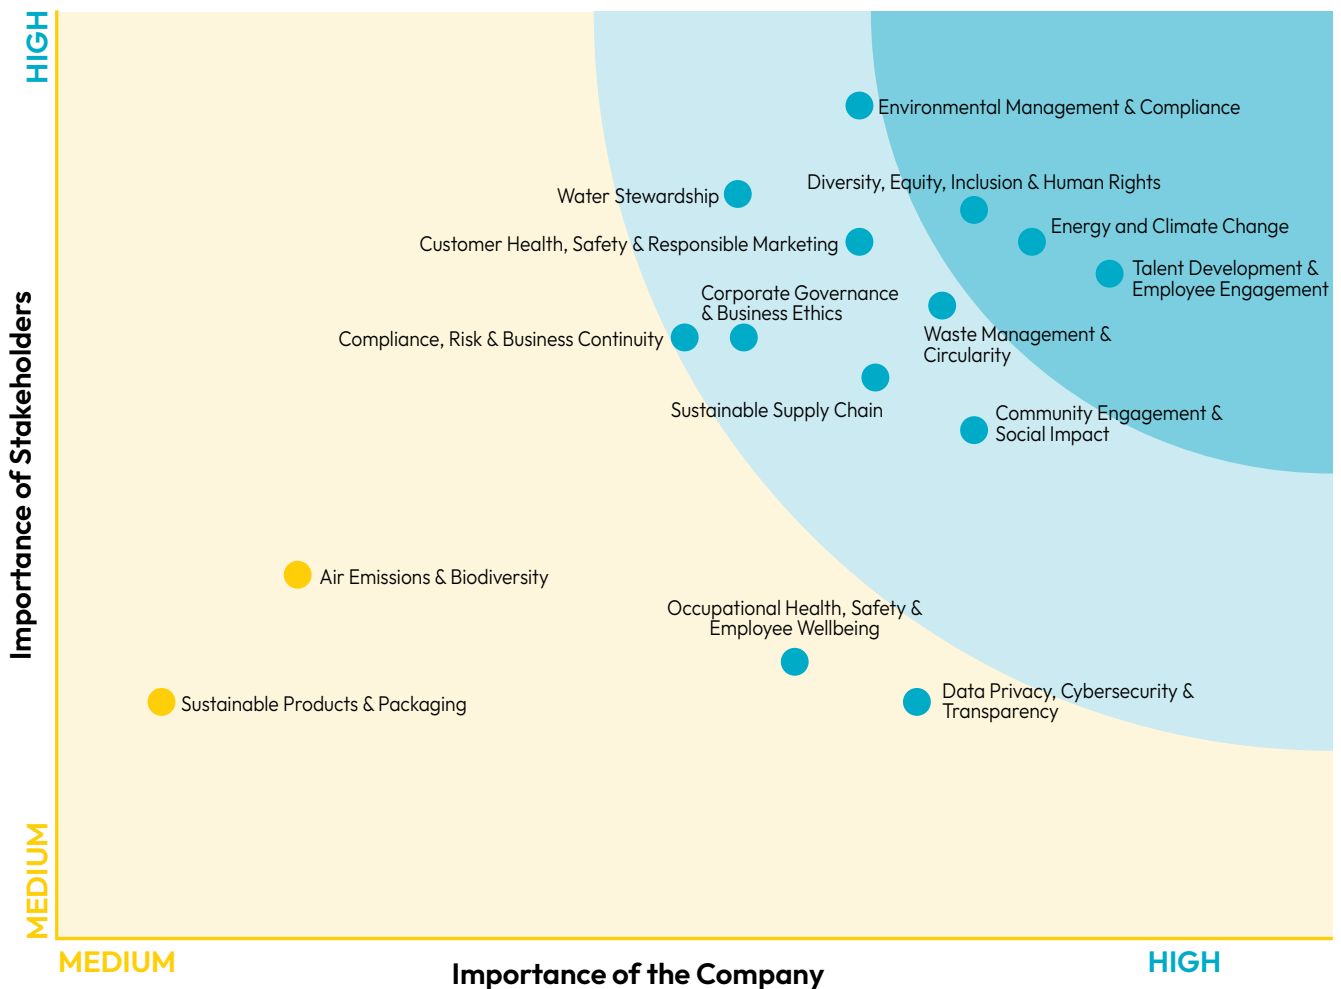 HIGH
Environmental Management & Compliance
Diversity, Equity, Inclusion & Human Rights
Water Stewardship
Energy and Climate Change
Customer Health, Safety & Responsible Marketing
Talent Development &
Employee Engagement
Corporate Governance
& Business Ethics
Compliance, Risk & Business Continuity
Waste Management &
Circularity
Sustainable Supply Chain
Community Engagement &
Social Impact
Importance of Stakeholders
Air Emissions & Biodiversity
Occupational Health, Safety &
Employee Wellbeing
Sustainable Products & Packaging
Data Privacy, Cybersecurity &
Transparency
MEDIUM
MEDIUM
Importance of the Company
HIGH